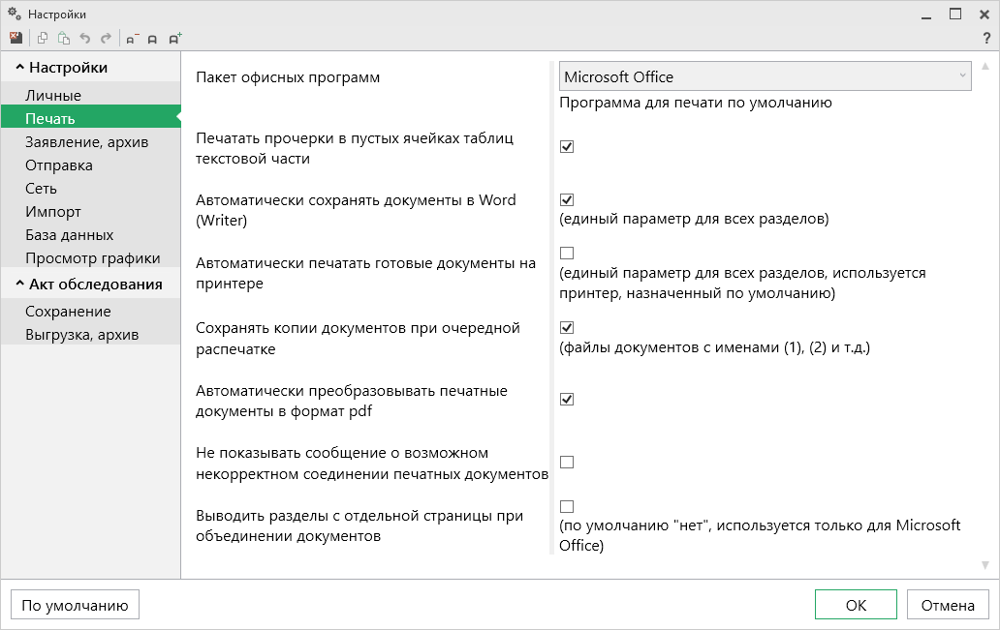 Настройки
?
Настройки
Личные
Печать
Заявление, архив
Отправка
Сеть
Импорт
База данных
Просмотр графики
Акт обследования
Сохранение
Выгрузка, архив
Пакет офисных программ
Microsoft Office
Программа для печати по умолчанию
Печатать прочерки в пустых ячейках таблиц
текстовой части
Автоматически сохранять документы в Word
(Writer)
(единый параметр для всех разделов)
Автоматически печатать готовые документы на
принтере
(единый параметр для всех разделов, используется
принтер, назначенный по умолчанию)
Сохранять копии документов при очередной
распечатке
(файлы документов с именами (1), (2) и т.д.)
Автоматически преобразовывать печатные
документы в формат pdf
Не показывать сообщение о возможном
некорректном соединении печатных документов
Выводить разделы с отдельной страницы при
объединении документов
(по умолчанию "нет", используется только для Microsoft
Office)
По умолчанию
OK
Отмена